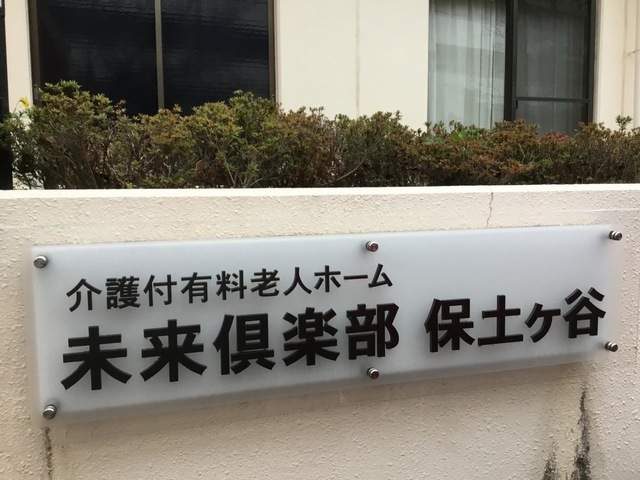 介護付有料老人ホーム
未来倶楽部 保土ヶ谷